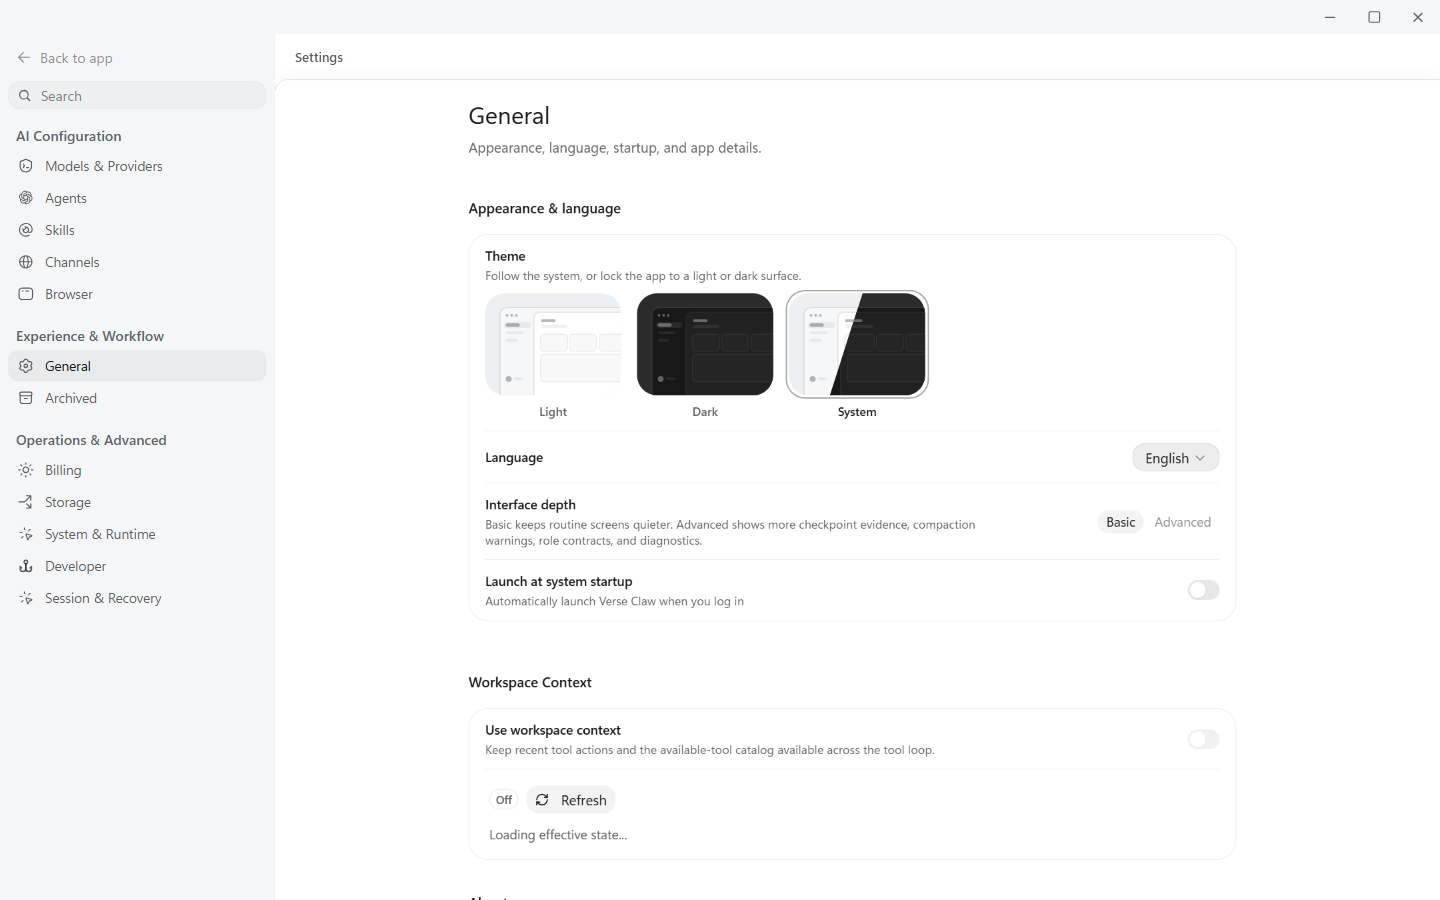 Back to app
Search
AI Configuration
Models & Providers
Agents
Skills
Channels
Browser
Experience & Workflow
General
Archived
Operations & Advanced
Billing
Storage
System & Runtime
Developer
Session & Recovery
Settings
General
Appearance, language, startup, and app details.
Appearance & language
Theme
Follow the system, or lock the app to a light or dark surface.
Light
Dark
System
Language
English
Interface depth
Basic keeps routine screens quieter. Advanced shows more checkpoint evidence, compaction
warnings, role contracts, and diagnostics.
Basic
Advanced
Launch at system startup
Automatically launch Verse Claw when you log in
Workspace Context
Use workspace context
Keep recent tool actions and the available-tool catalog available across the tool loop.
Off
Refresh
Loading effective state...